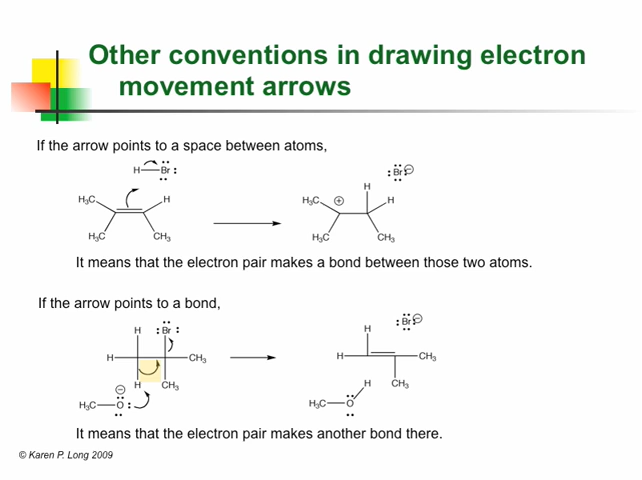 Other conventions in drawing electron
movement arrows
If the arrow points to a space between atoms,
H Br
H₃C H
H₃C CH₃
Br
H
H₃C H
H₃C CH₃
It means that the electron pair makes a bond between those two atoms.
If the arrow points to a bond,
H Br
H CH₃
H CH₃
H₃C O
Br
H
H CH₃
H CH₃
H₃C O
It means that the electron pair makes another bond there.
© Karen P. Long 2009